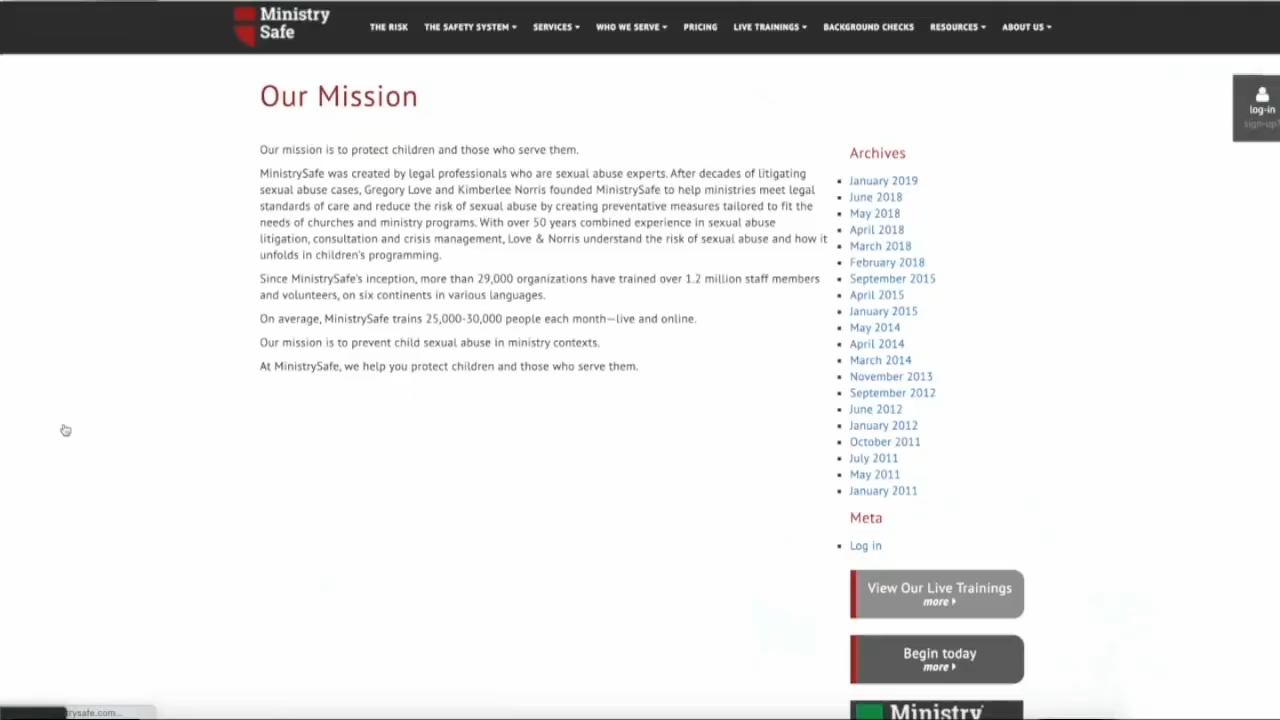 Ministry
Safe
THE RISK THE SAFETY SYSTEM SERVICES WHO WE SERVE PRICING LIVE TRAININGS BACKGROUND CHECKS RESOURCES ABOUT US
log-in
sign-up?
Our Mission
Our mission is to protect children and those who serve them.
MinistrySafe was created by legal professionals who are sexual abuse experts. After decades of litigating
sexual abuse cases, Gregory Love and Kimberlee Norris founded MinistrySafe to help ministries meet legal
standards of care and reduce the risk of sexual abuse by creating preventative measures tailored to fit the
needs of churches and ministry programs. With over 50 years combined experience in sexual abuse
litigation, consultation and crisis management, Love & Norris understand the risk of sexual abuse and how it
unfolds in children's programming.
Since MinistrySafe's inception, more than 29,000 organizations have trained over 1.2 million staff members
and volunteers, on six continents in various languages.
On average, MinistrySafe trains 25,000-30,000 people each month—live and online.
Our mission is to prevent child sexual abuse in ministry contexts.
At MinistrySafe, we help you protect children and those who serve them.
Archives
January 2019
June 2018
May 2018
April 2018
March 2018
February 2018
September 2015
April 2015
January 2015
May 2014
April 2014
March 2014
November 2013
September 2012
June 2012
January 2012
October 2011
July 2011
May 2011
January 2011
Meta
Log in
View Our Live Trainings
more
Begin today
more
Ministry
trysafe.com...